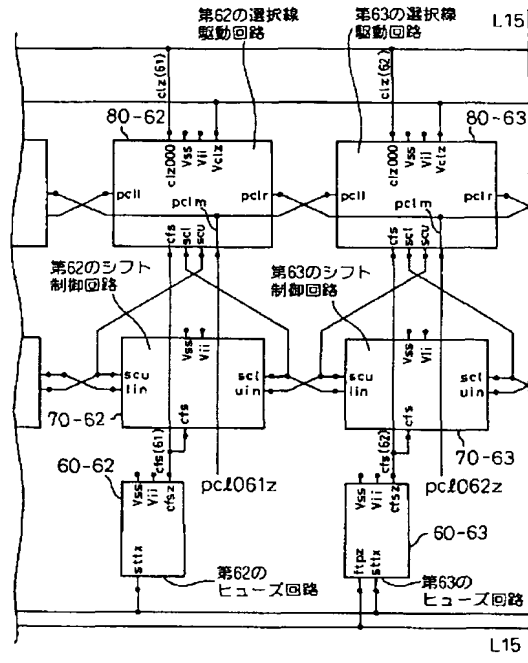 第62の選択線
駆動回路
第63の選択線
駆動回路
L15
clz(61)
clz(62)
80-62
80-63
clz000
Vss
Vii
Vclz
clz000
Vss
Vii
Vclz
pcll
pclr
pcll
pclr
pclm
pclm
cfs
scl
scu
cfs
scl
scu
第62のシフト
制御回路
第63のシフト
制御回路
Vss
Vii
Vss
Vii
scu
lin
scl
uin
scu
lin
scl
uin
70-62
cfs
cfs
70-63
cfs(61)
cfs(62)
60-62
pcℓ061z
pcℓ062z
Vss
Vii
cfsz
Vss
Vii
cfsz
60-63
sttx
ftpz
sttx
第62の
ヒューズ回路
第63の
ヒューズ回路
L15